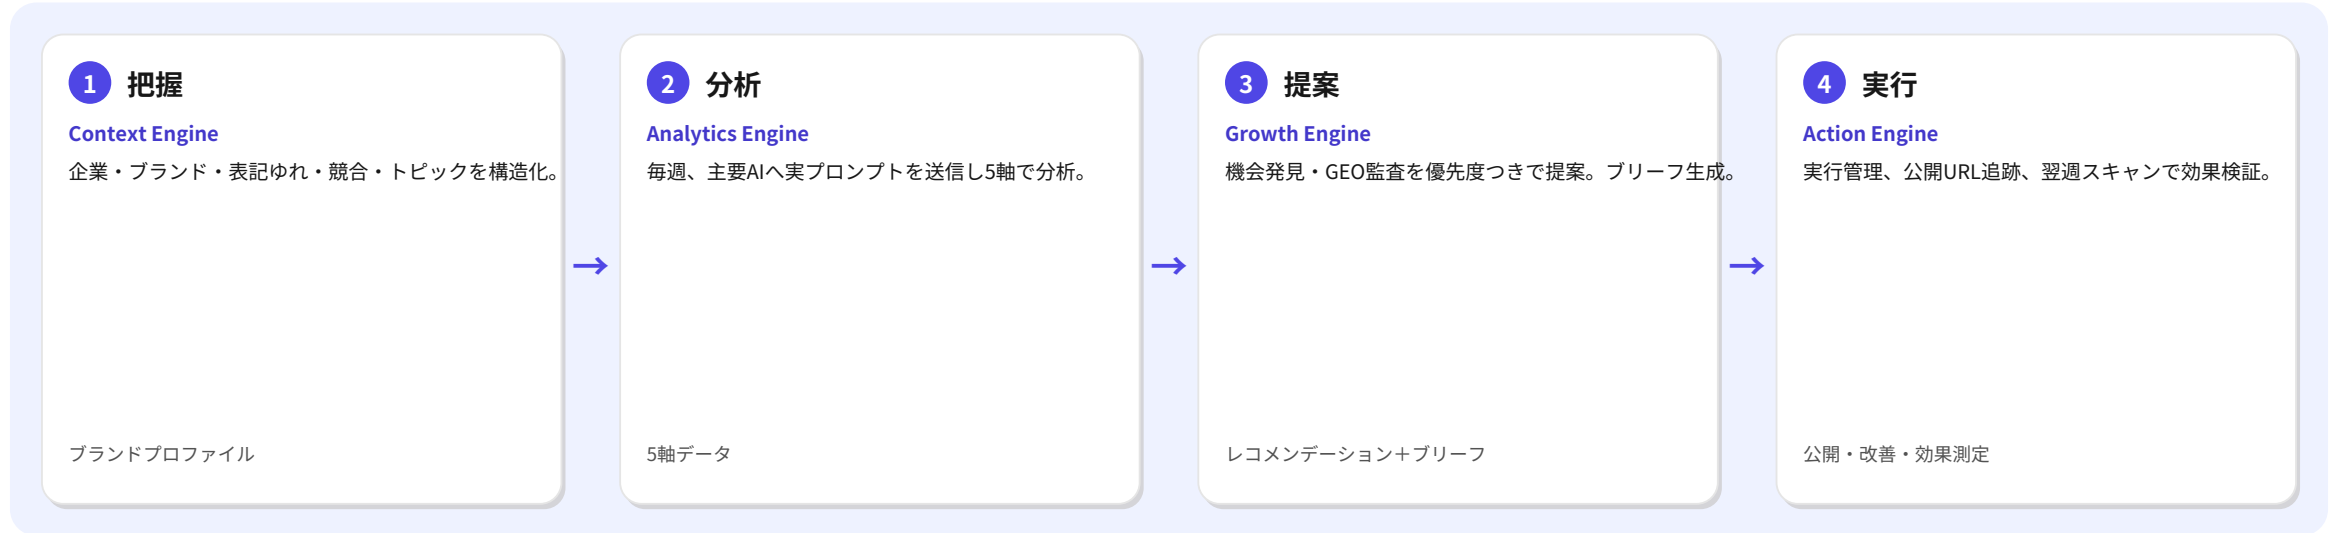 1 把握
Context Engine
企業・ブランド・表記ゆれ・競合・トピックを構造化。
ブランドプロファイル
→
2 分析
Analytics Engine
毎週、主要AIへ実プロンプトを送信し5軸で分析。
5軸データ
→
3 提案
Growth Engine
機会発見・GEO監査を優先度つきで提案。ブリーフ生成。
レコメンデーション＋ブリーフ
→
4 実行
Action Engine
実行管理、公開URL追跡、翌週スキャンで効果検証。
公開・改善・効果測定